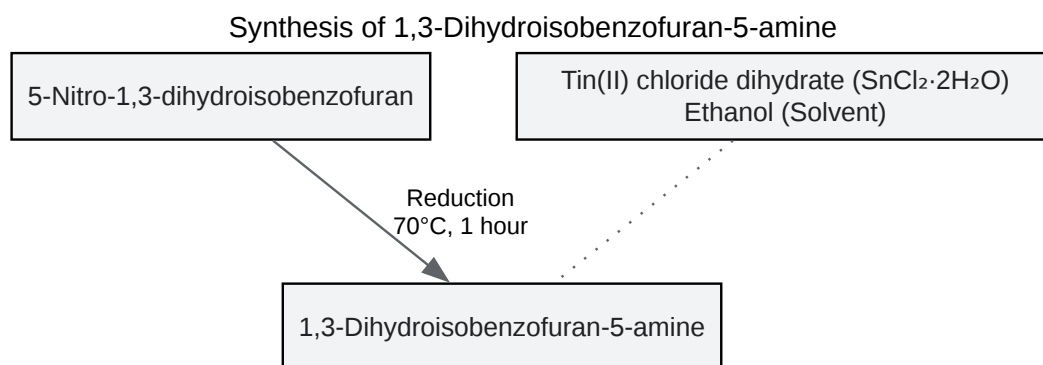 Synthesis of 1,3-Dihydroisobenzofuran-5-amine
5-Nitro-1,3-dihydroisobenzofuran
Tin(II) chloride dihydrate (SnCl₂·2H₂O)
Ethanol (Solvent)
Reduction
70°C, 1 hour
1,3-Dihydroisobenzofuran-5-amine